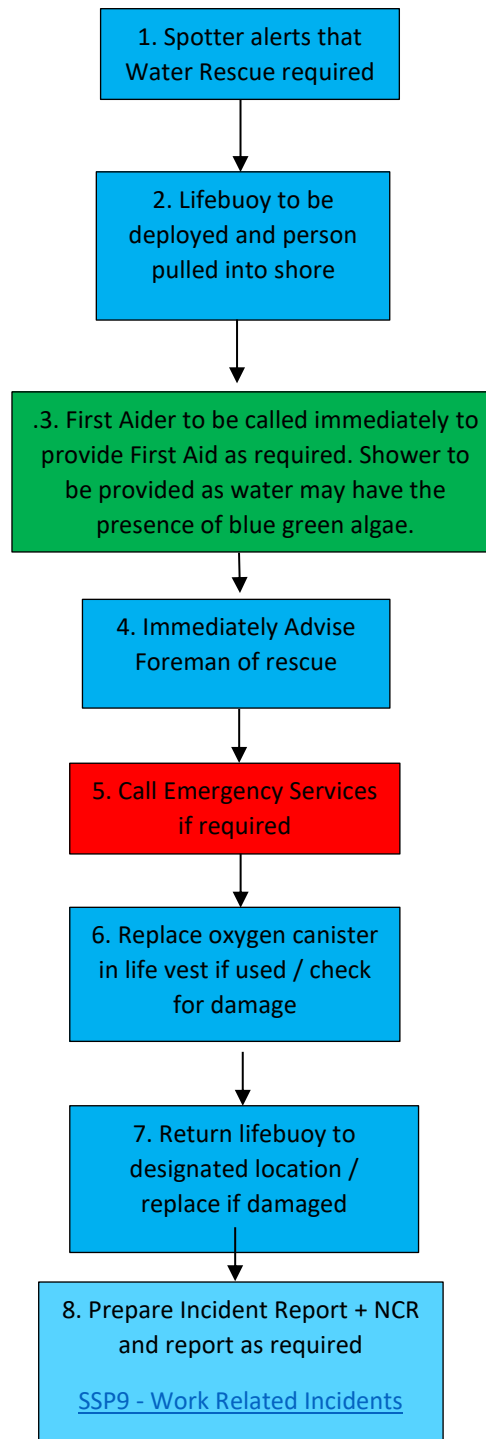 1. Spotter alerts that
Water Rescue required
2. Lifebuoy to be
deployed and person
pulled into shore
.3. First Aider to be called immediately to
provide First Aid as required. Shower to
be provided as water may have the
presence of blue green algae.
4. Immediately Advise
Foreman of rescue
5. Call Emergency Services
if required
6. Replace oxygen canister
in life vest if used / check
for damage
7. Return lifebuoy to
designated location /
replace if damaged
8. Prepare Incident Report + NCR
and report as required
SSP9 - Work Related Incidents